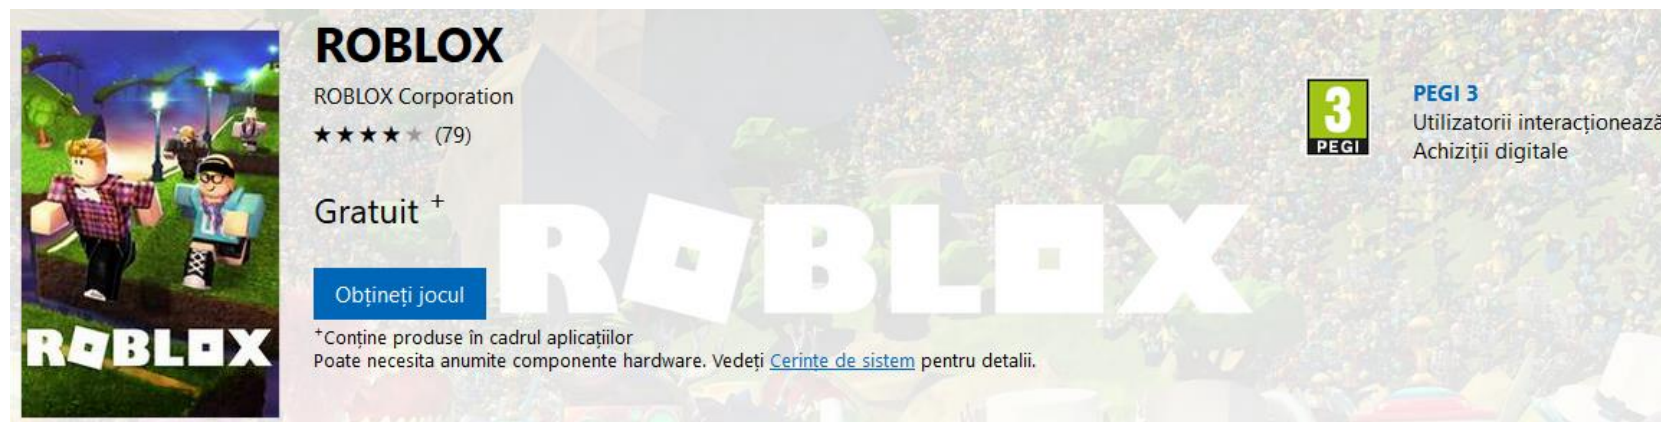 ROBLOX
ROBLOX Corporation
(79)
Gratuit +
Obțineți jocul
+Conține produse în cadrul aplicațiilor
Poate necesita anumite componente hardware. Vedeți Cerințe de sistem pentru detalii.
ROBLOX
ROBLOX
3
PEGI
PEGI 3
Utilizatorii interacționează
Achiziții digitale